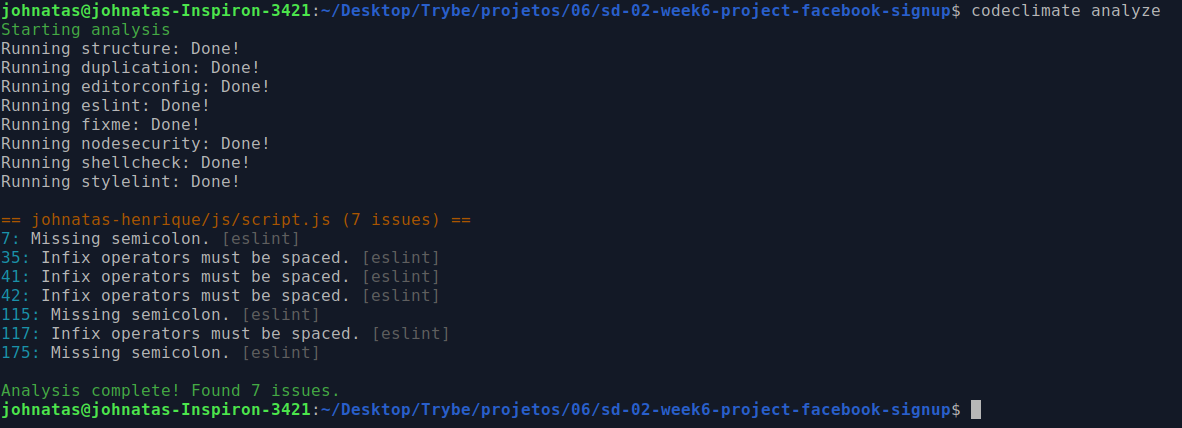 johnatas@johnatas-Inspiron-3421:~/Desktop/Trybe/projetos/06/sd-02-week6-project-facebook-signup$ codeclimate analyze
Starting analysis
Running structure: Done!
Running duplication: Done!
Running editorconfig: Done!
Running eslint: Done!
Running fixme: Done!
Running nodesecurity: Done!
Running shellcheck: Done!
Running stylelint: Done!

== johnatas-henrique/js/script.js (7 issues) ==
7: Missing semicolon. [eslint]
35: Infix operators must be spaced. [eslint]
41: Infix operators must be spaced. [eslint]
42: Infix operators must be spaced. [eslint]
115: Missing semicolon. [eslint]
117: Infix operators must be spaced. [eslint]
175: Missing semicolon. [eslint]

Analysis complete! Found 7 issues.
johnatas@johnatas-Inspiron-3421:~/Desktop/Trybe/projetos/06/sd-02-week6-project-facebook-signup$